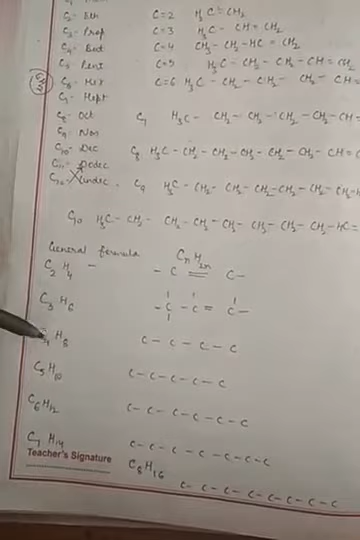 C₂- Eth C=2 H₃C = CH₂
C₃- Prop C=3 H₃C - CH = CH₂
C₄- But C=4 CH₃ - CH₂ - HC = CH₂
C₅ Pent C=5 H₃C - CH₂ - CH₂ - CH = CH₂
C₆- Hex C=6 H₃C - CH₂ - CH₂ - CH₂ - CH
C₇- Hept
C₈- Oct C₇ H₃C - CH₂ - CH₂ - CH₂ - CH₂ - CH
C₉- Non
C₁₀- Dec C₈ H₃C - CH₂ - CH₂ - CH₂ - CH₂ - CH₂ - CH =
C₁₁- Dodec
Undec. C₉ H₃C - CH₂ - CH₂ - CH₂ - CH₂ - CH₂ - CH₂
C₁₀ H₃C - CH₂ - CH₂ - CH₂ - CH₂ - CH₂ - CH₂ - CH₂ - HC =
General formula CₙH₂ₙ
C₂H₄ - - C = C -
C₃H₆ - C - C = C -
H₈ C - C - C - C
C₅H₁₀ C - C - C - C - C
C₆H₁₂ C - C - C - C - C - C
C₇H₁₄ C - C - C - C - C - C - C
Teacher's Signature
C₈H₁₆ C - C - C - C - C - C - C - C